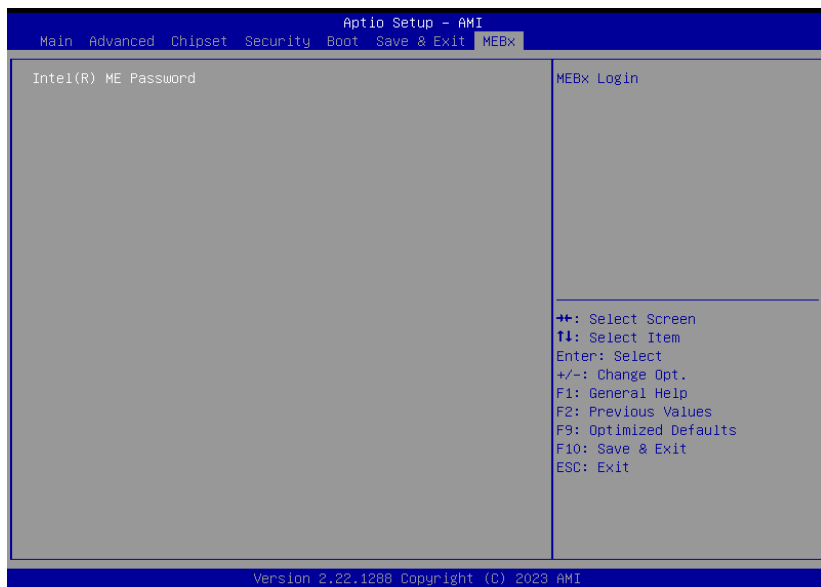 Aptio Setup – AMI
Main Advanced Chipset Security Boot Save & Exit MEBx
Intel(R) ME Password
MEBx Login
→←: Select Screen
↑↓: Select Item
Enter: Select
+/-: Change Opt.
F1: General Help
F2: Previous Values
F9: Optimized Defaults
F10: Save & Exit
ESC: Exit
Version 2.22.1288 Copyright (C) 2023 AMI